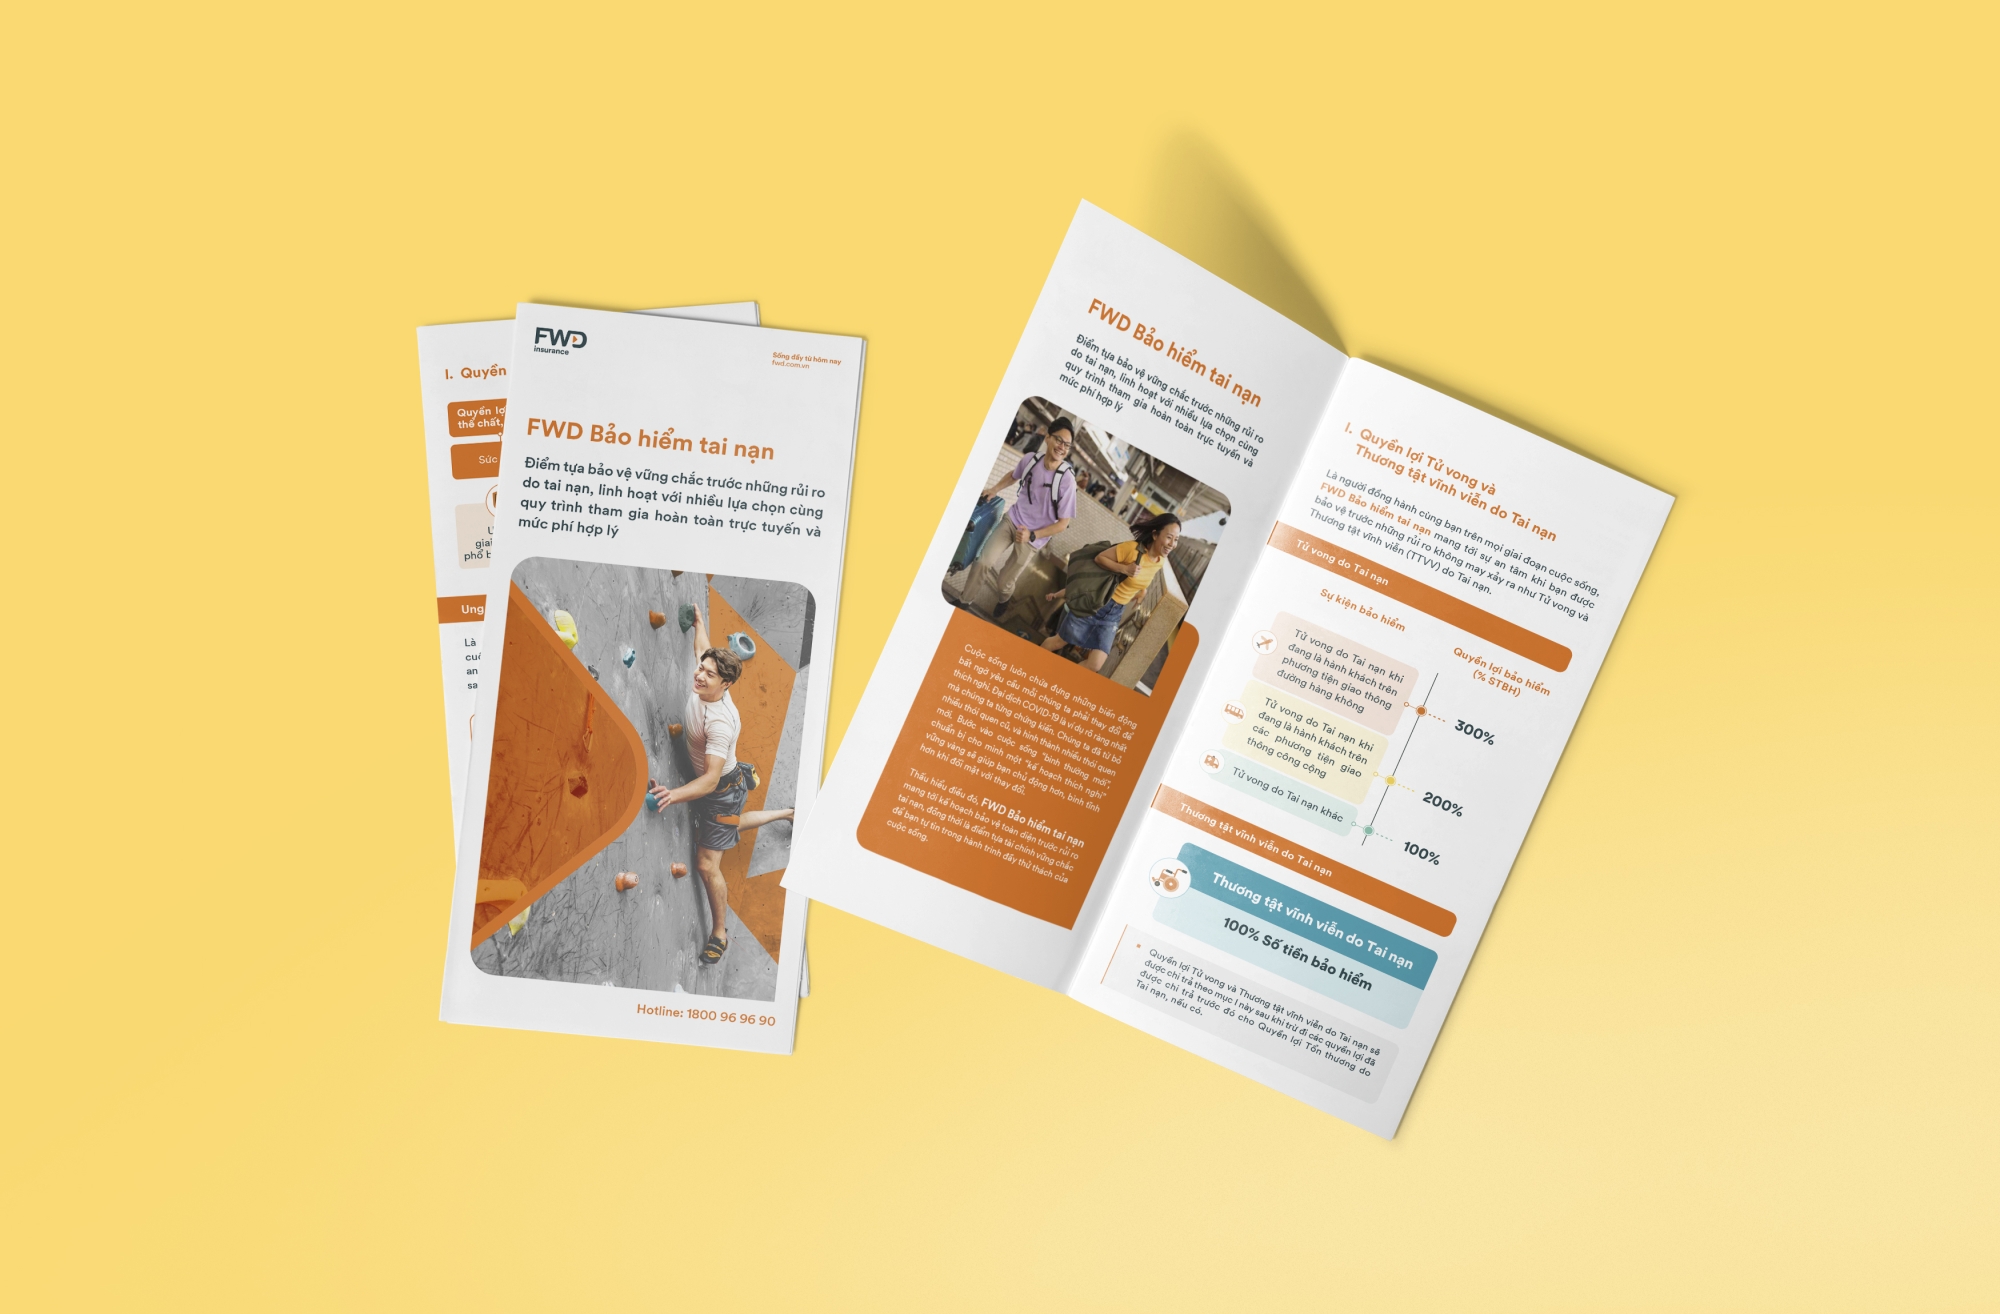 I. Quyền
Quyền lợi
thể chất,
Sức
U
giai
phổ b
Ung
Là
cuộ
an
sa
FWD
insurance
Sống đầy từ hôm nay
fwd.com.vn
FWD Bảo hiểm tai nạn
Điểm tựa bảo vệ vững chắc trước những rủi ro
do tai nạn, linh hoạt với nhiều lựa chọn cùng
quy trình tham gia hoàn toàn trực tuyến và
mức phí hợp lý
Hotline: 1800 96 96 90
FWD Bảo hiểm tai nạn
Điểm tựa bảo vệ vững chắc trước những rủi ro
do tai nạn, linh hoạt với nhiều lựa chọn cùng
quy trình tham gia hoàn toàn trực tuyến và
mức phí hợp lý
Cuộc sống luôn chứa đựng những biến động
bất ngờ yêu cầu mỗi chúng ta phải thay đổi để
thích nghi. Đại dịch COVID-19 là ví dụ rõ ràng nhất
mà chúng ta từng chứng kiến. Chúng ta đã từ bỏ
nhiều thói quen cũ, và hình thành nhiều thói quen
mới. Bước vào cuộc sống "bình thường mới",
chuẩn bị cho mình một "kế hoạch thích nghi"
vững vàng sẽ giúp bạn chủ động hơn, bình tĩnh
hơn khi đối mặt với thay đổi.
Thấu hiểu điều đó, FWD Bảo hiểm tai nạn
mang tới kế hoạch bảo vệ toàn diện trước rủi ro
tai nạn, đồng thời là điểm tựa tài chính vững chắc
để bạn tự tin trong hành trình đầy thử thách của
cuộc sống.
I. Quyền lợi Tử vong và
Thương tật vĩnh viễn do Tai nạn
Là người đồng hành cùng bạn trên mọi giai đoạn cuộc sống,
FWD Bảo hiểm tai nạn mang tới sự an tâm khi bạn được
bảo vệ trước những rủi ro không may xảy ra như Tử vong và
Thương tật vĩnh viễn (TTVV) do Tai nạn.
Tử vong do Tai nạn
Sự kiện bảo hiểm
Quyền lợi bảo hiểm
(% STBH)
Tử vong do Tai nạn khi
đang là hành khách trên
phương tiện giao thông
đường hàng không
300%
Tử vong do Tai nạn khi
đang là hành khách trên
các phương tiện giao
thông công cộng
200%
Tử vong do Tai nạn khác
100%
Thương tật vĩnh viễn do Tai nạn
Thương tật vĩnh viễn do Tai nạn
100% Số tiền bảo hiểm
Quyền lợi Tử vong và Thương tật vĩnh viễn do Tai nạn sẽ
được chi trả theo mục I này sau khi trừ đi các quyền lợi đã
được chi trả trước đó cho Quyền lợi Tổn thương do
Tai nạn, nếu có.